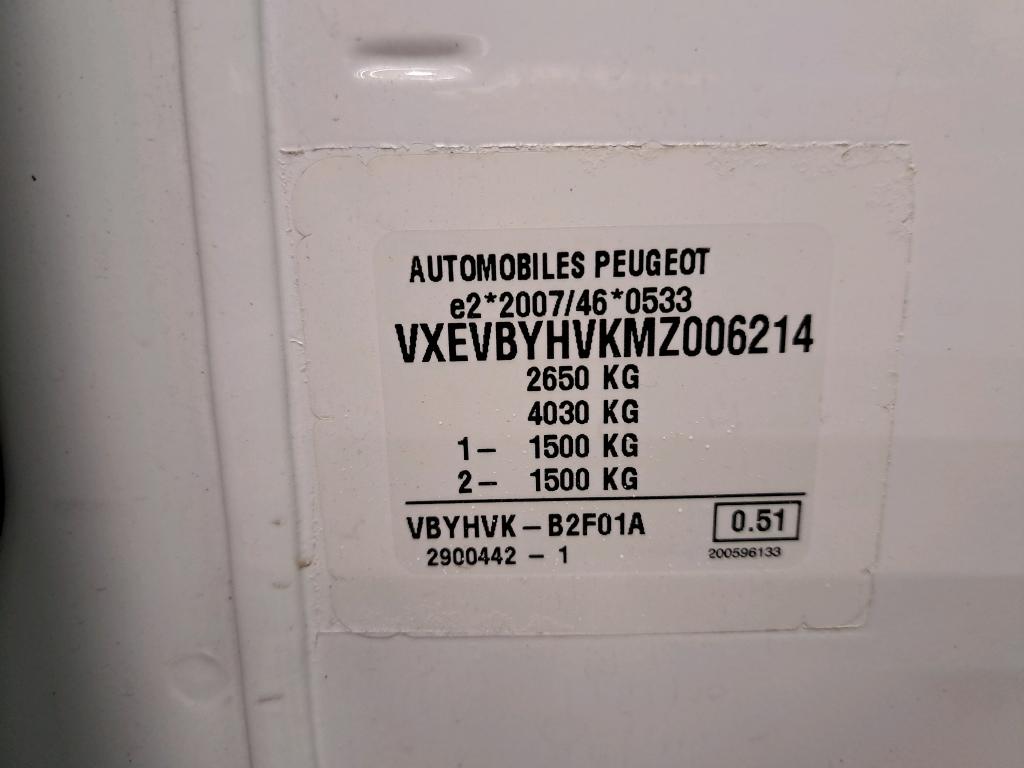 AUTOMOBILES PEUGEOT
e2*2007/46*0533
VXEVBYHVKMZ006214
2650 KG
4030 KG
1- 1500 KG
2- 1500 KG
VBYHVK-B2F01A 0.51
2900442 - 1 200596133